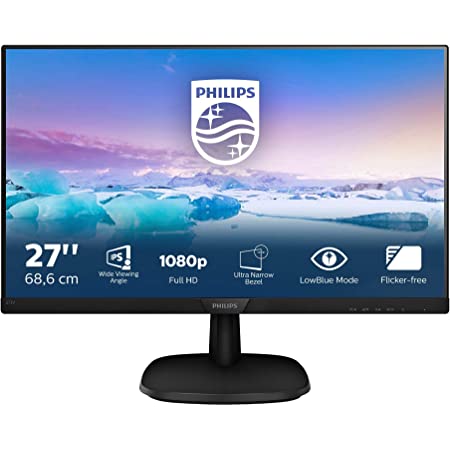 PHILIPS
27''
68,6 cm
IPS
Wide Viewing
Angle
1080p
Full HD
Ultra Narrow
Bezel
LowBlue Mode
Flicker-free
PHILIPS